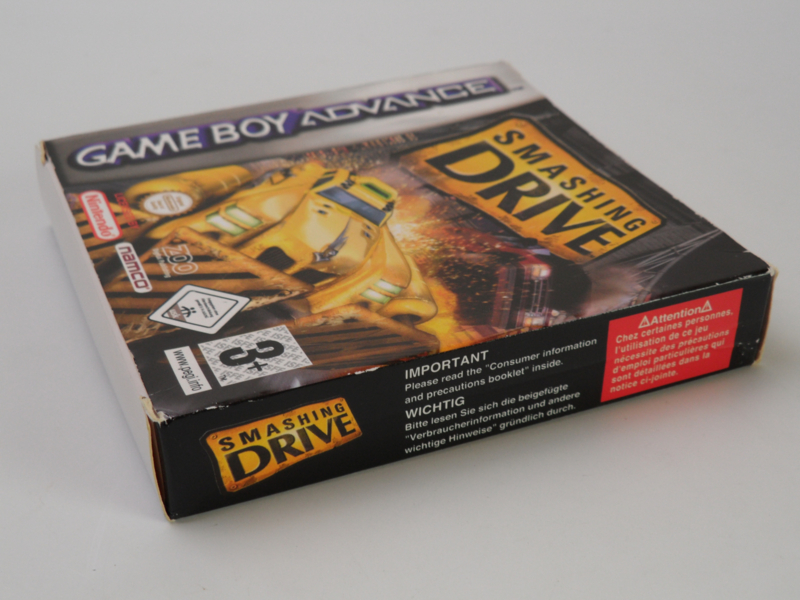 GAME BOY ADVANCE
SMASHING
DRIVE
Nintendo
namco
ZOO
www.pegi.info
3+
SMASHING
DRIVE
IMPORTANT
Please read the "Consumer information
and precautions booklet" inside.
WICHTIG
Bitte lesen Sie sich die beigefügte
"Verbraucherinformation und andere
wichtige Hinweise" gründlich durch.
⚠Attention⚠
Chez certaines personnes,
l'utilisation de ce jeu
nécessite des précautions
d'emploi particulières qui
sont détaillées dans la
notice ci-jointe.